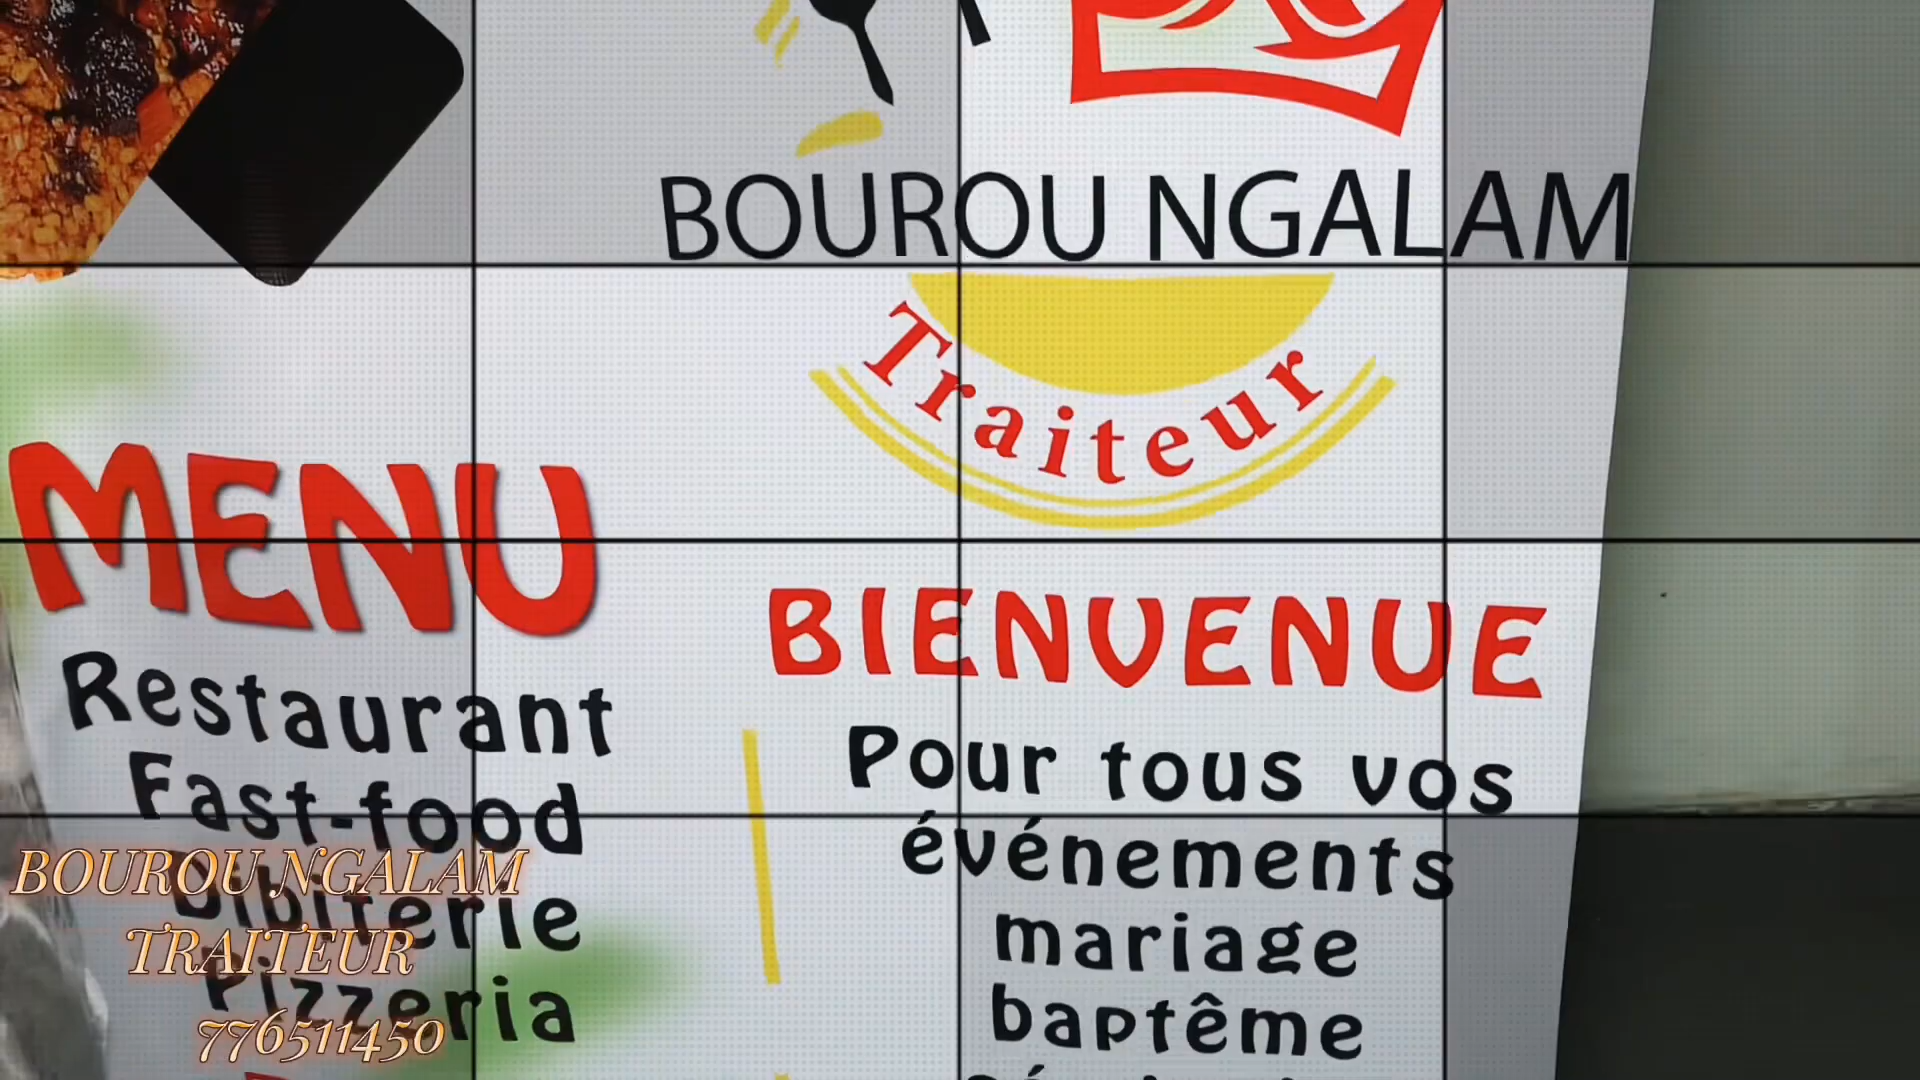 BOUROU NGALAM
Traiteur
MENU
Restaurant
Fast-food
Dibiterie
Pizzeria
BIENVENUE
Pour tous vos
événements
mariage
baptême
BOUROU NGALAM
TRAITEUR
776511450